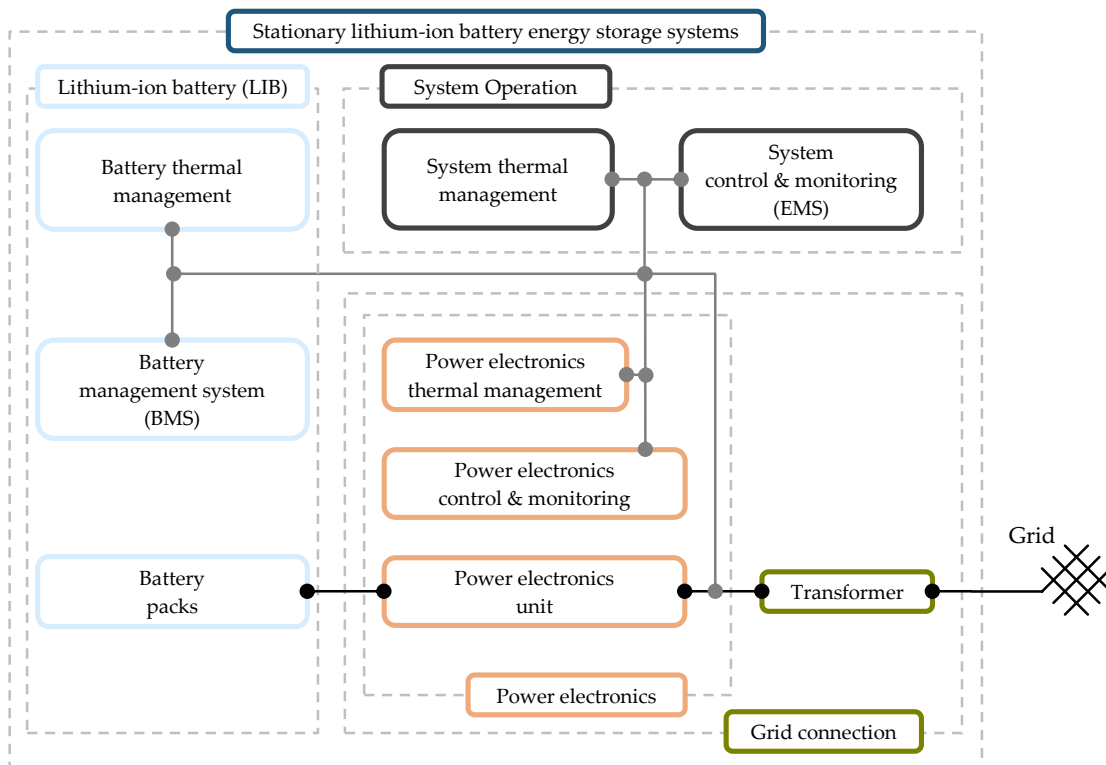 Stationary lithium-ion battery energy storage systems
Lithium-ion battery (LIB)
System Operation
Battery thermal
management
System thermal
management
System
control & monitoring
(EMS)
Battery
management system
(BMS)
Power electronics
thermal management
Power electronics
control & monitoring
Battery
packs
Power electronics
unit
Transformer
Grid
Power electronics
Grid connection